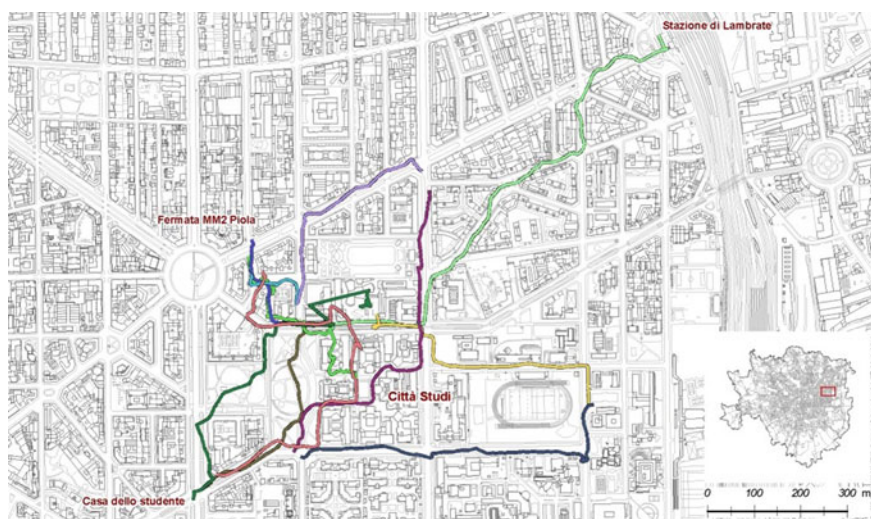 Stazione di Lambrate
Fermata MM2 Piola
Città Studi
Casa dello studente
0 100 200 300 m